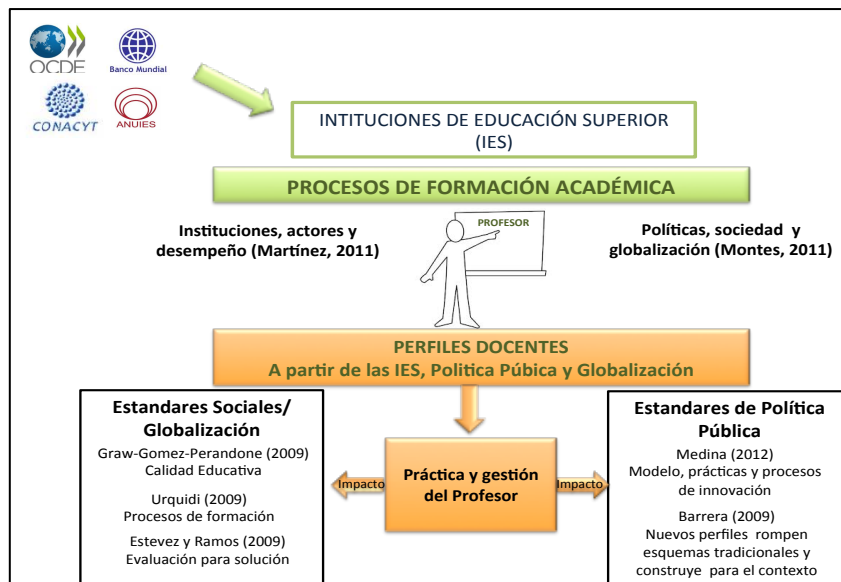 OCDE
Banco Mundial
CONACYT
ANUIES
INTITUCIONES DE EDUCACIÓN SUPERIOR
(IES)
PROCESOS DE FORMACIÓN ACADÉMICA
Instituciones, actores y
desempeño (Martínez, 2011)
PROFESOR
Políticas, sociedad y
globalización (Montes, 2011)
PERFILES DOCENTES
A partir de las IES, Politica Púbica y Globalización
Estandares Sociales/
Globalización
Graw-Gomez-Perandone (2009)
Calidad Educativa
Urquidi (2009)
Procesos de formación
Estevez y Ramos (2009)
Evaluación para solución
Impacto
Práctica y gestión
del Profesor
Impacto
Estandares de Política
Pública
Medina (2012)
Modelo, prácticas y procesos
de innovación
Barrera (2009)
Nuevos perfiles rompen
esquemas tradicionales y
construye para el contexto